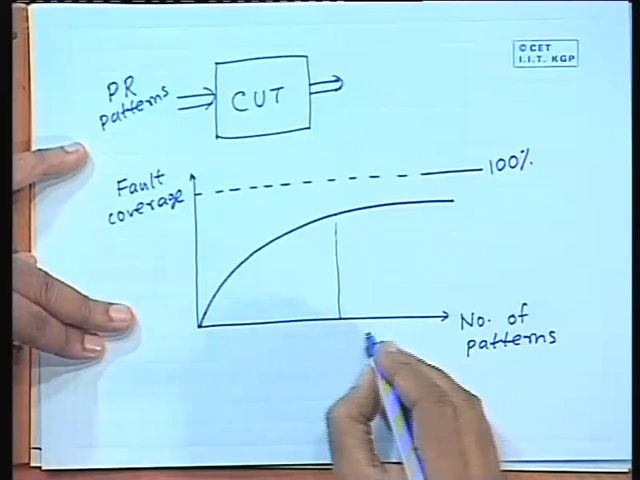 © CET
I.I.T. KGP
PR
patterns
CUT
100%.
Fault
coverage
No. of
patterns